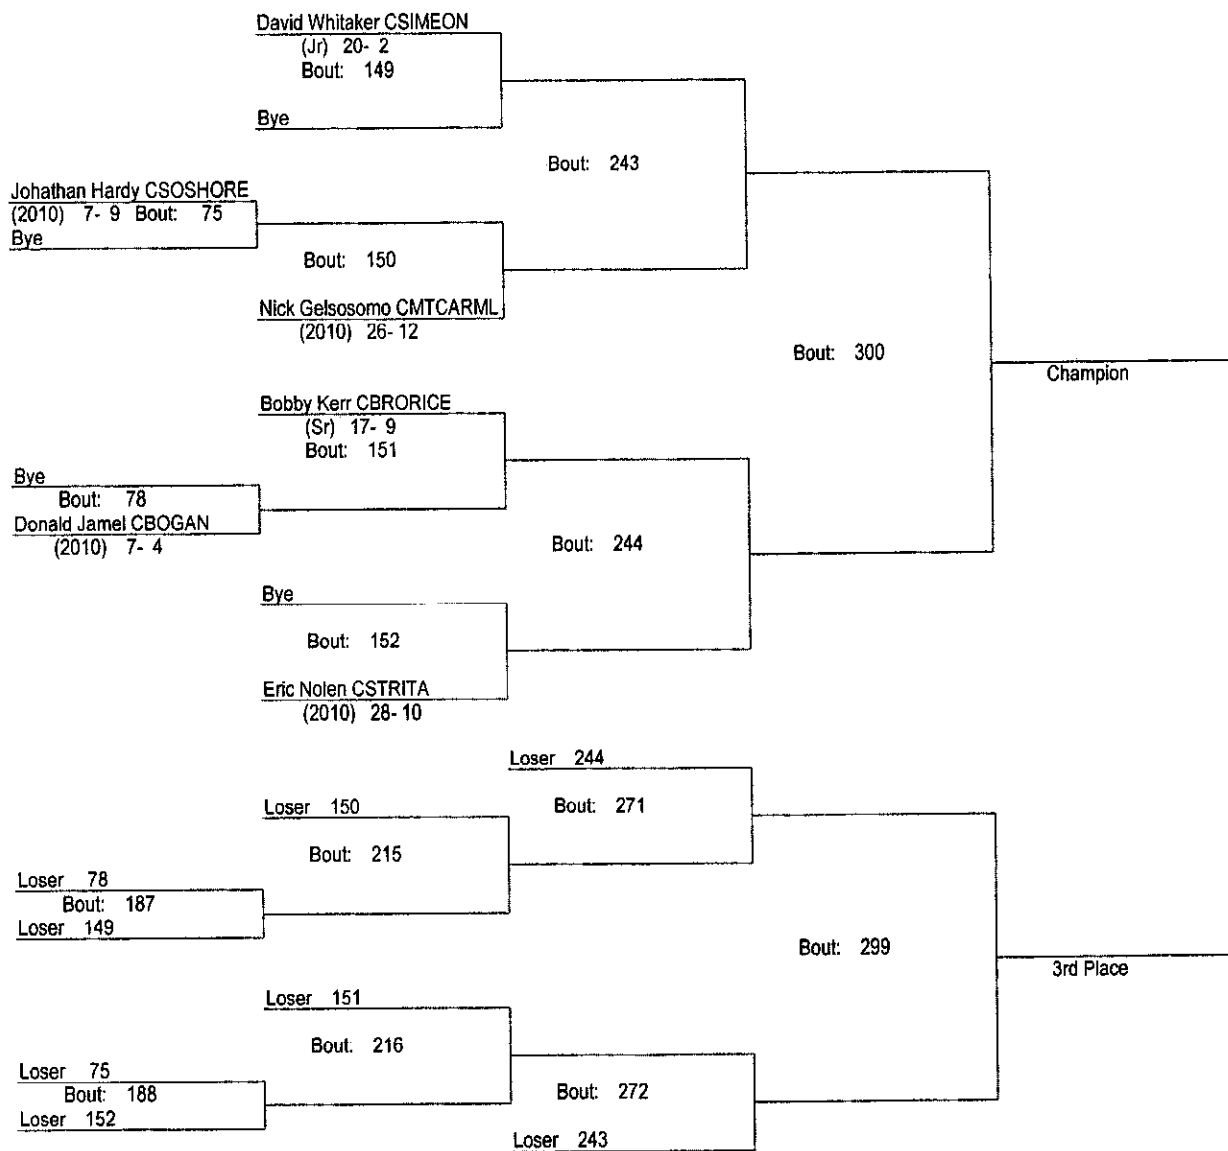 David Whitaker CSIMEON
(Jr) 20- 2
Bout: 149
Bye
Bout: 243
Johathan Hardy CSOSHORE
(2010) 7- 9 Bout: 75
Bye
Bout: 150
Nick Gelsosomo CMTCARML
(2010) 26- 12
Bout: 300
Champion
Bobby Kerr CBRORICE
(Sr) 17- 9
Bout: 151
Bye
Bout: 78
Donald Jamel CBOGAN
(2010) 7- 4
Bout: 244
Bye
Bout: 152
Eric Nolen CSTRITA
(2010) 28- 10
Loser 244
Bout: 271
Loser 150
Bout: 215
Loser 78
Bout: 187
Loser 149
Bout: 299
3rd Place
Loser 151
Bout: 216
Loser 75
Bout: 188
Loser 152
Bout: 272
Loser 243